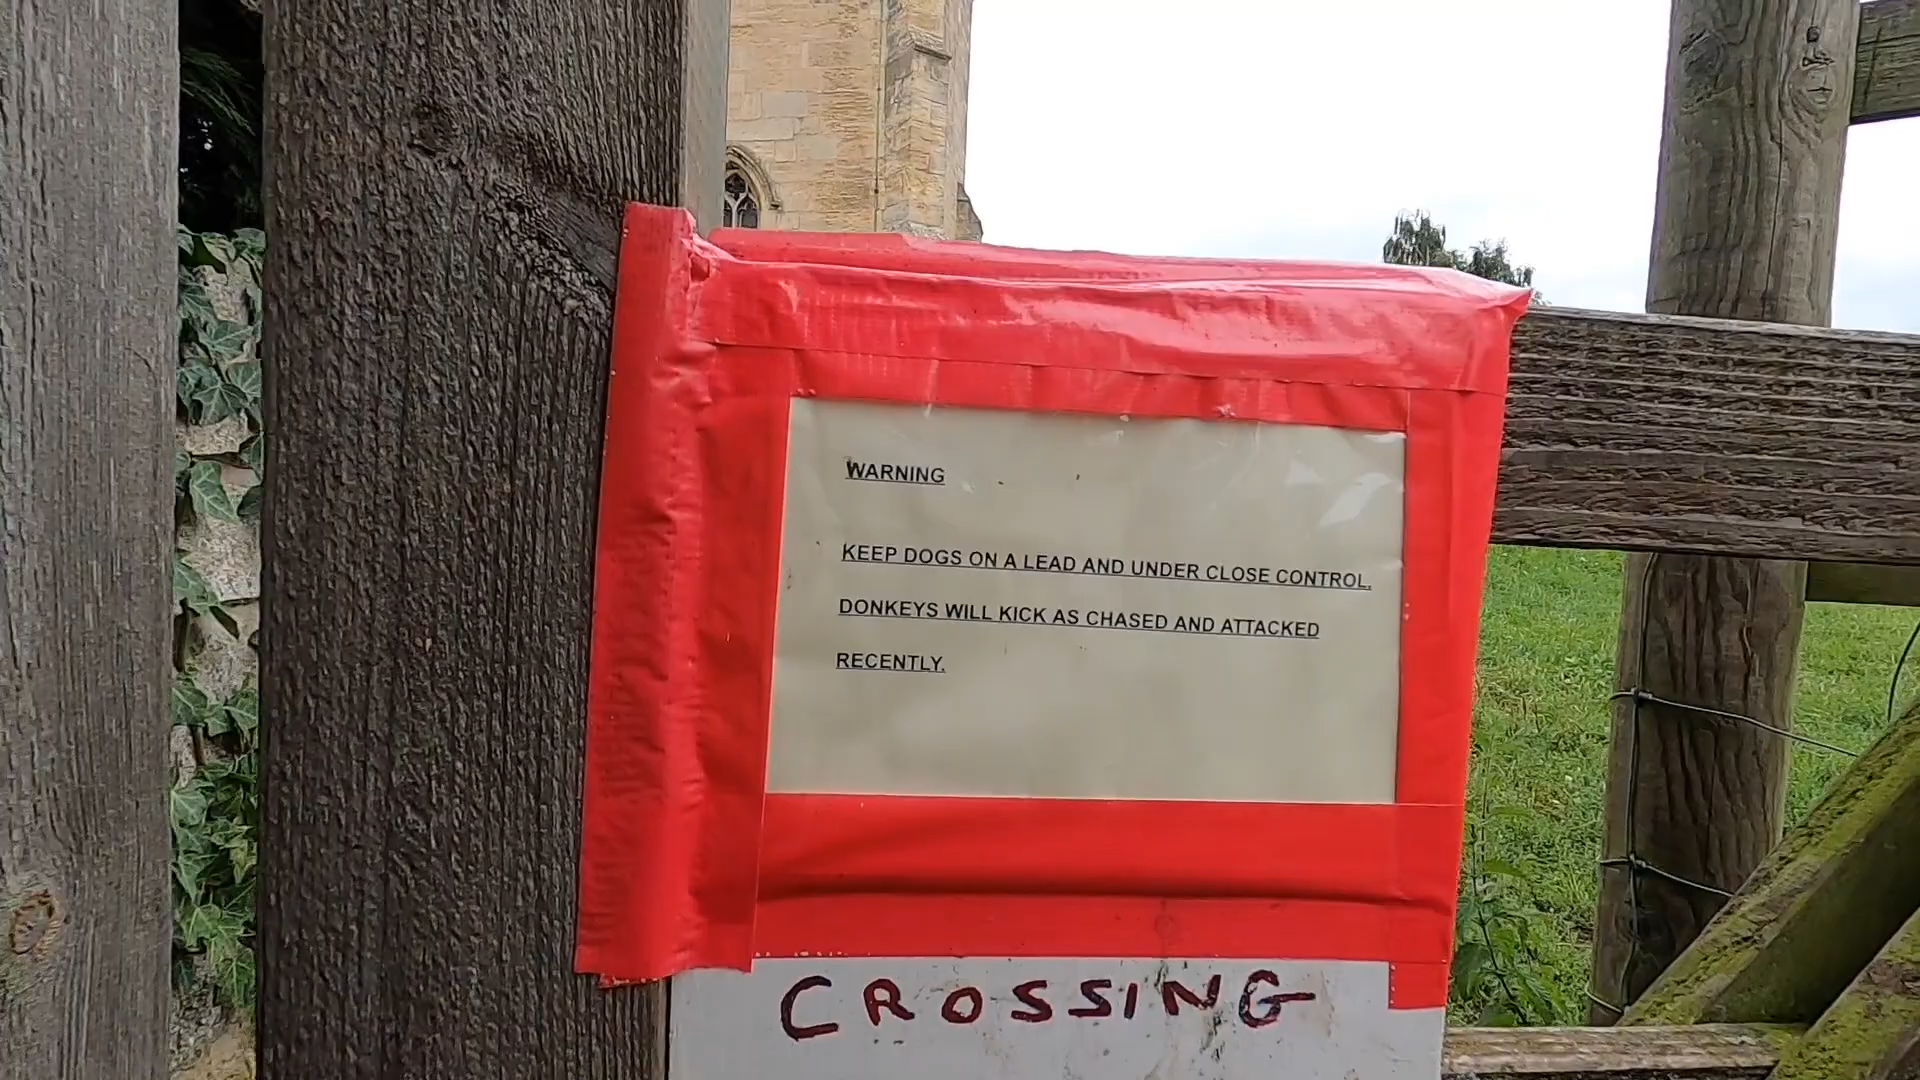 WARNING
KEEP DOGS ON A LEAD AND UNDER CLOSE CONTROL.
DONKEYS WILL KICK AS CHASED AND ATTACKED
RECENTLY.
CROSSING